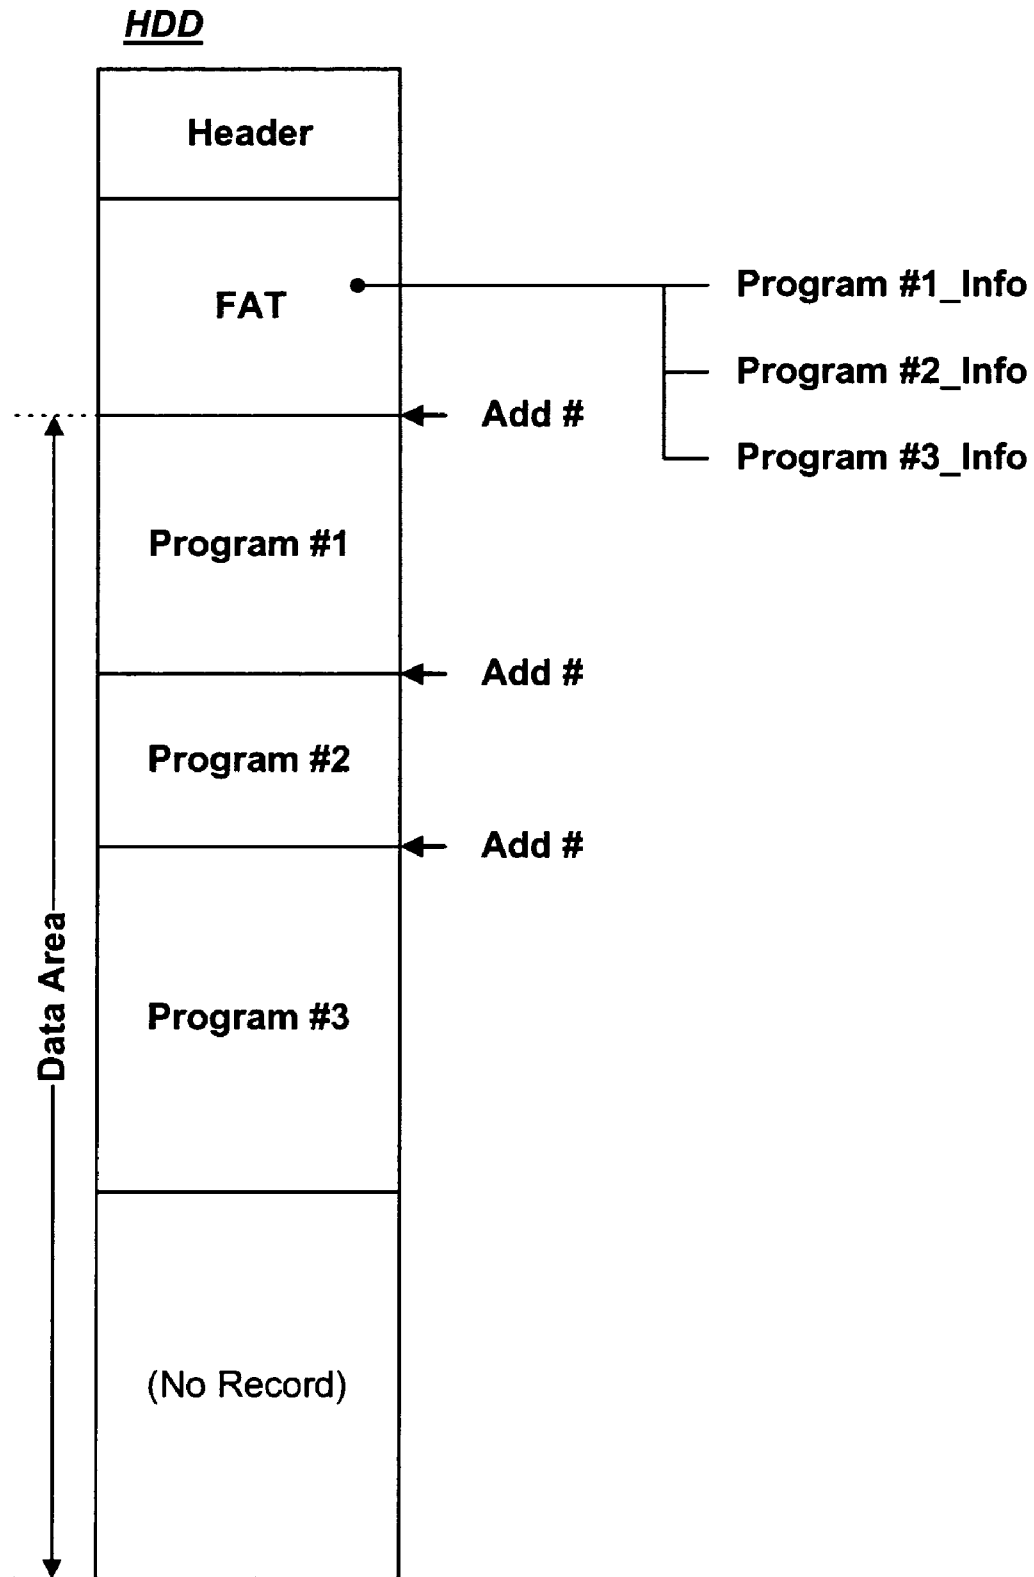 HDD
Header
FAT
Program #1_Info
Program #2_Info
Program #3_Info
Add #
Program #1
Add #
Program #2
Add #
Data Area
Program #3
(No Record)